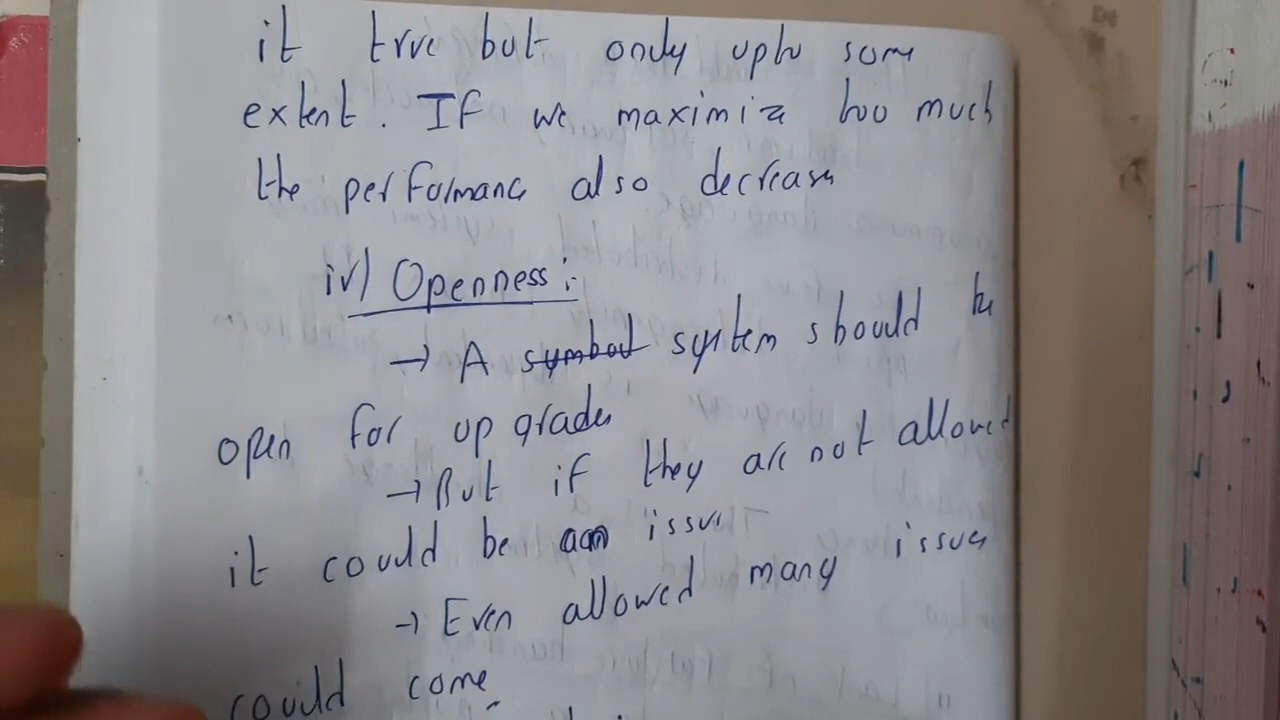 it true but only upto some
extent. If we maximize too much
the performance also decreases
iv) Openness :-
→ A symbol system should be
open for upgrades
→ But if they are not allowed
it could be an issue
→ Even allowed many issues
could come